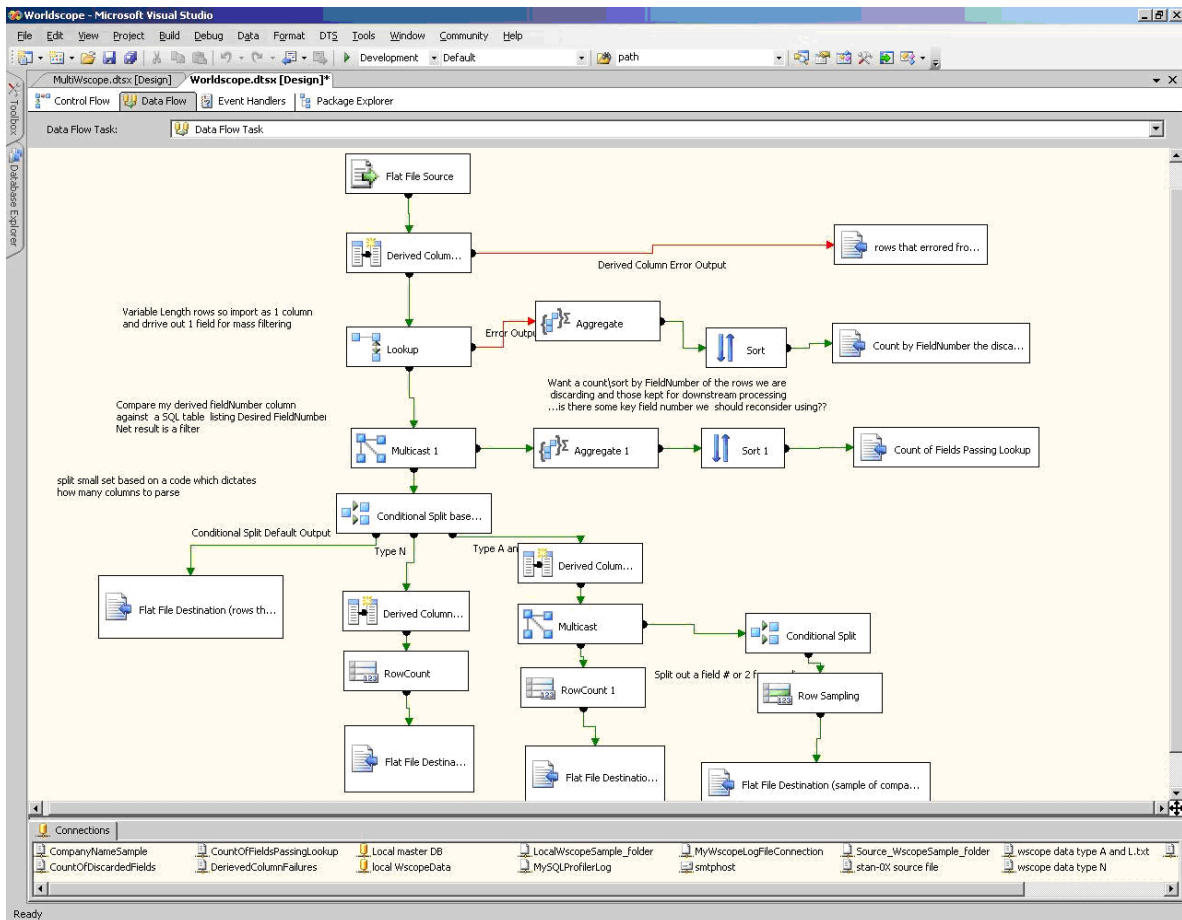 Worldscope - Microsoft Visual Studio
File Edit View Project Build Debug Data Format DTS Tools Window Community Help
Development Default path
MultiWscope.dtsx [Design] Worldscope.dtsx [Design]*
Control Flow Data Flow Event Handlers Package Explorer
Toolbox
Database Explorer
Data Flow Task: Data Flow Task
Flat File Source
Derived Colum...
rows that errored fro...
Derived Column Error Output
Variable Length rows so import as 1 column
and drrive out 1 field for mass filtering
Lookup
Error Outpu
Aggregate
Sort
Count by FieldNumber the disca...
Want a count\sort by FieldNumber of the rows we are
discarding and those kept for downstream processing
...is there some key field number we should reconsider using??
Compare my derived fieldNumber column
against a SQL table listing Desired FieldNumber
Net result is a filter
Multicast 1
Aggregate 1
Sort 1
Count of Fields Passing Lookup
split small set based on a code which dictates
how many columns to parse
Conditional Split base...
Conditional Split Default Output
Type N
Type A an
Derived Colum...
Flat File Destination (rows th...
Derived Column...
Multicast
Conditional Split
RowCount
RowCount 1
Split out a field # or 2 f
Row Sampling
Flat File Destina...
Flat File Destinatio...
Flat File Destination (sample of compa...
Connections
CompanyNameSample CountOfFieldsPassingLookup Local master DB LocalWscopeSample_folder MyWscopeLogFileConnection Source_WscopeSample_folder wscope data type A and L.txt
CountOfDiscardedFields DerievedColumnFailures local WscopeData MySQLProfilerLog smtphost stan-0X source file wscope data type N
Ready